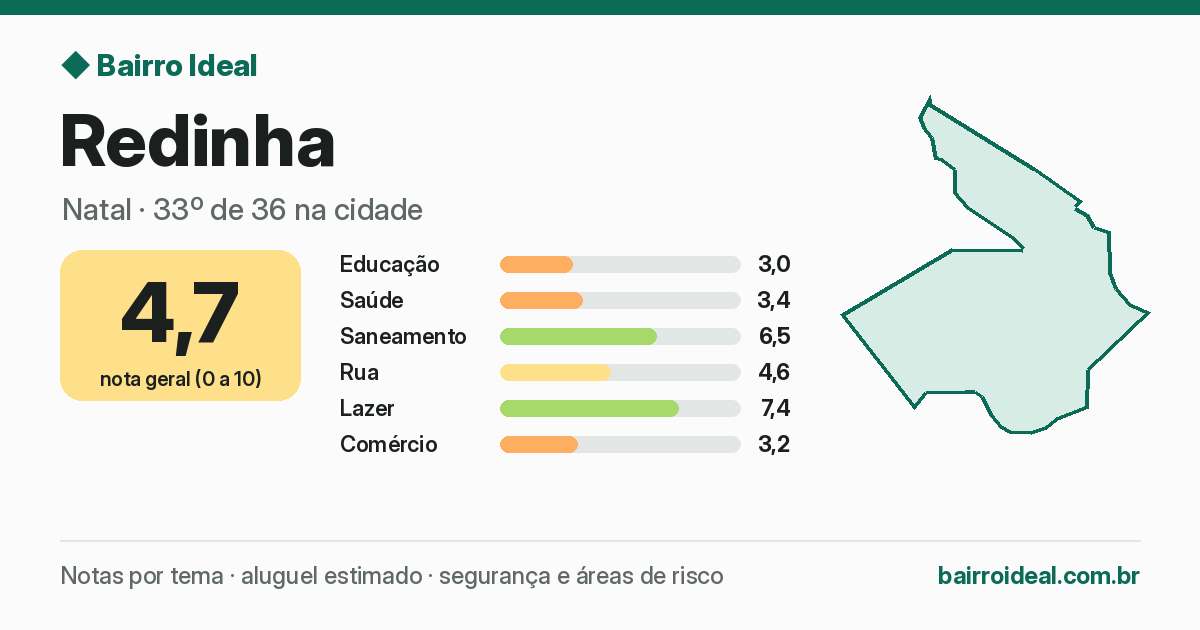 Bairro Ideal
Redinha
Natal · 33º de 36 na cidade
4,7
nota geral (0 a 10)
Educação 3,0
Saúde 3,4
Saneamento 6,5
Rua 4,6
Lazer 7,4
Comércio 3,2
Notas por tema · aluguel estimado · segurança e áreas de risco
bairroideal.com.br